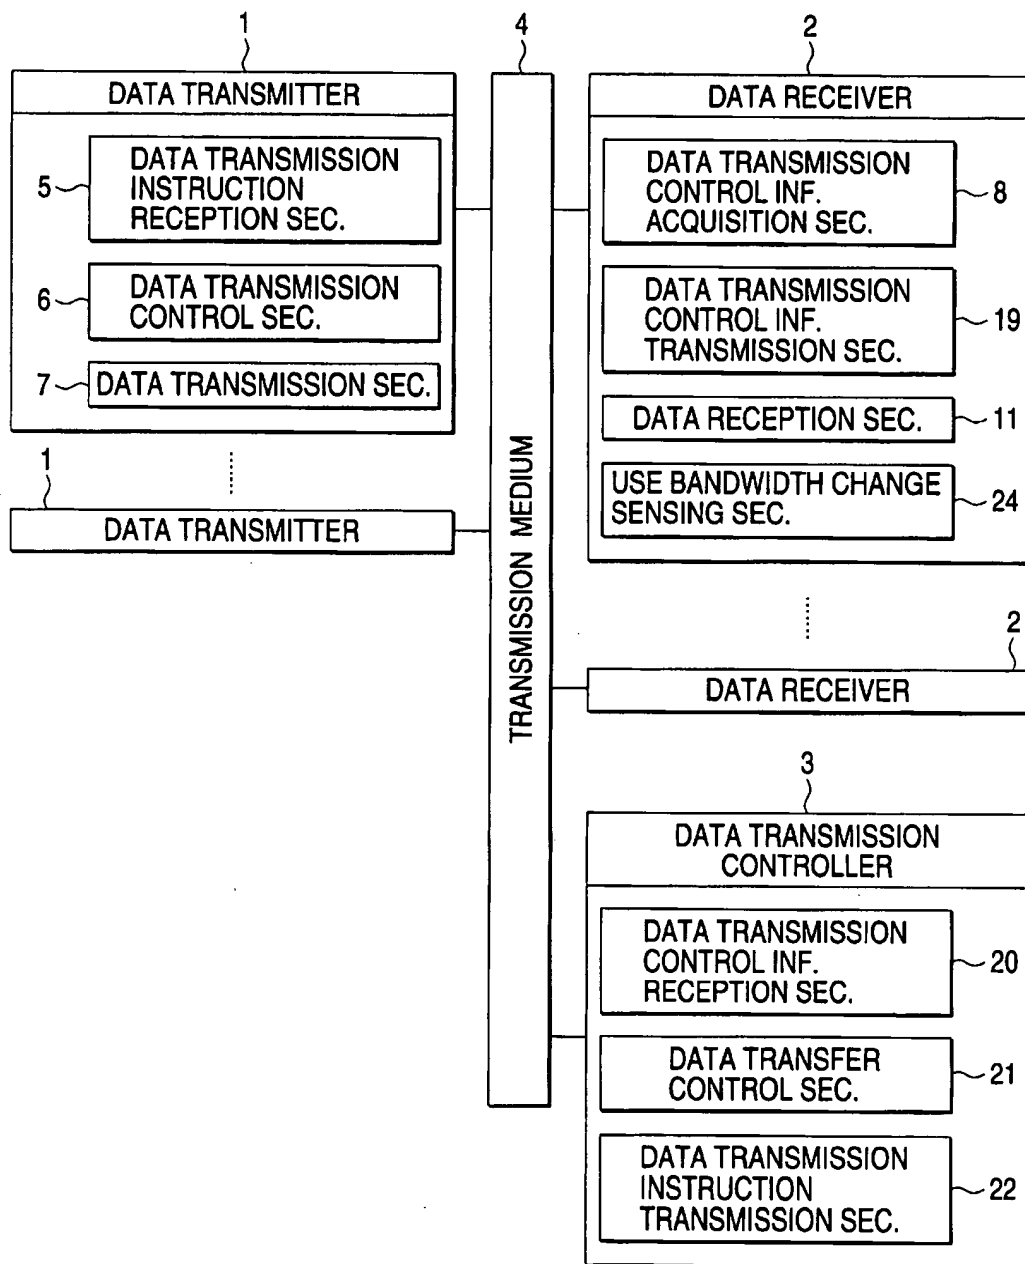 1
DATA TRANSMITTER
5
DATA TRANSMISSION
INSTRUCTION
RECEPTION SEC.
6
DATA TRANSMISSION
CONTROL SEC.
7
DATA TRANSMISSION SEC.
1
DATA TRANSMITTER
4
TRANSMISSION MEDIUM
2
DATA RECEIVER
DATA TRANSMISSION
CONTROL INF.
ACQUISITION SEC.
8
DATA TRANSMISSION
CONTROL INF.
TRANSMISSION SEC.
19
DATA RECEPTION SEC.
11
USE BANDWIDTH CHANGE
SENSING SEC.
24
2
DATA RECEIVER
3
DATA TRANSMISSION
CONTROLLER
DATA TRANSMISSION
CONTROL INF.
RECEPTION SEC.
20
DATA TRANSFER
CONTROL SEC.
21
DATA TRANSMISSION
INSTRUCTION
TRANSMISSION SEC.
22